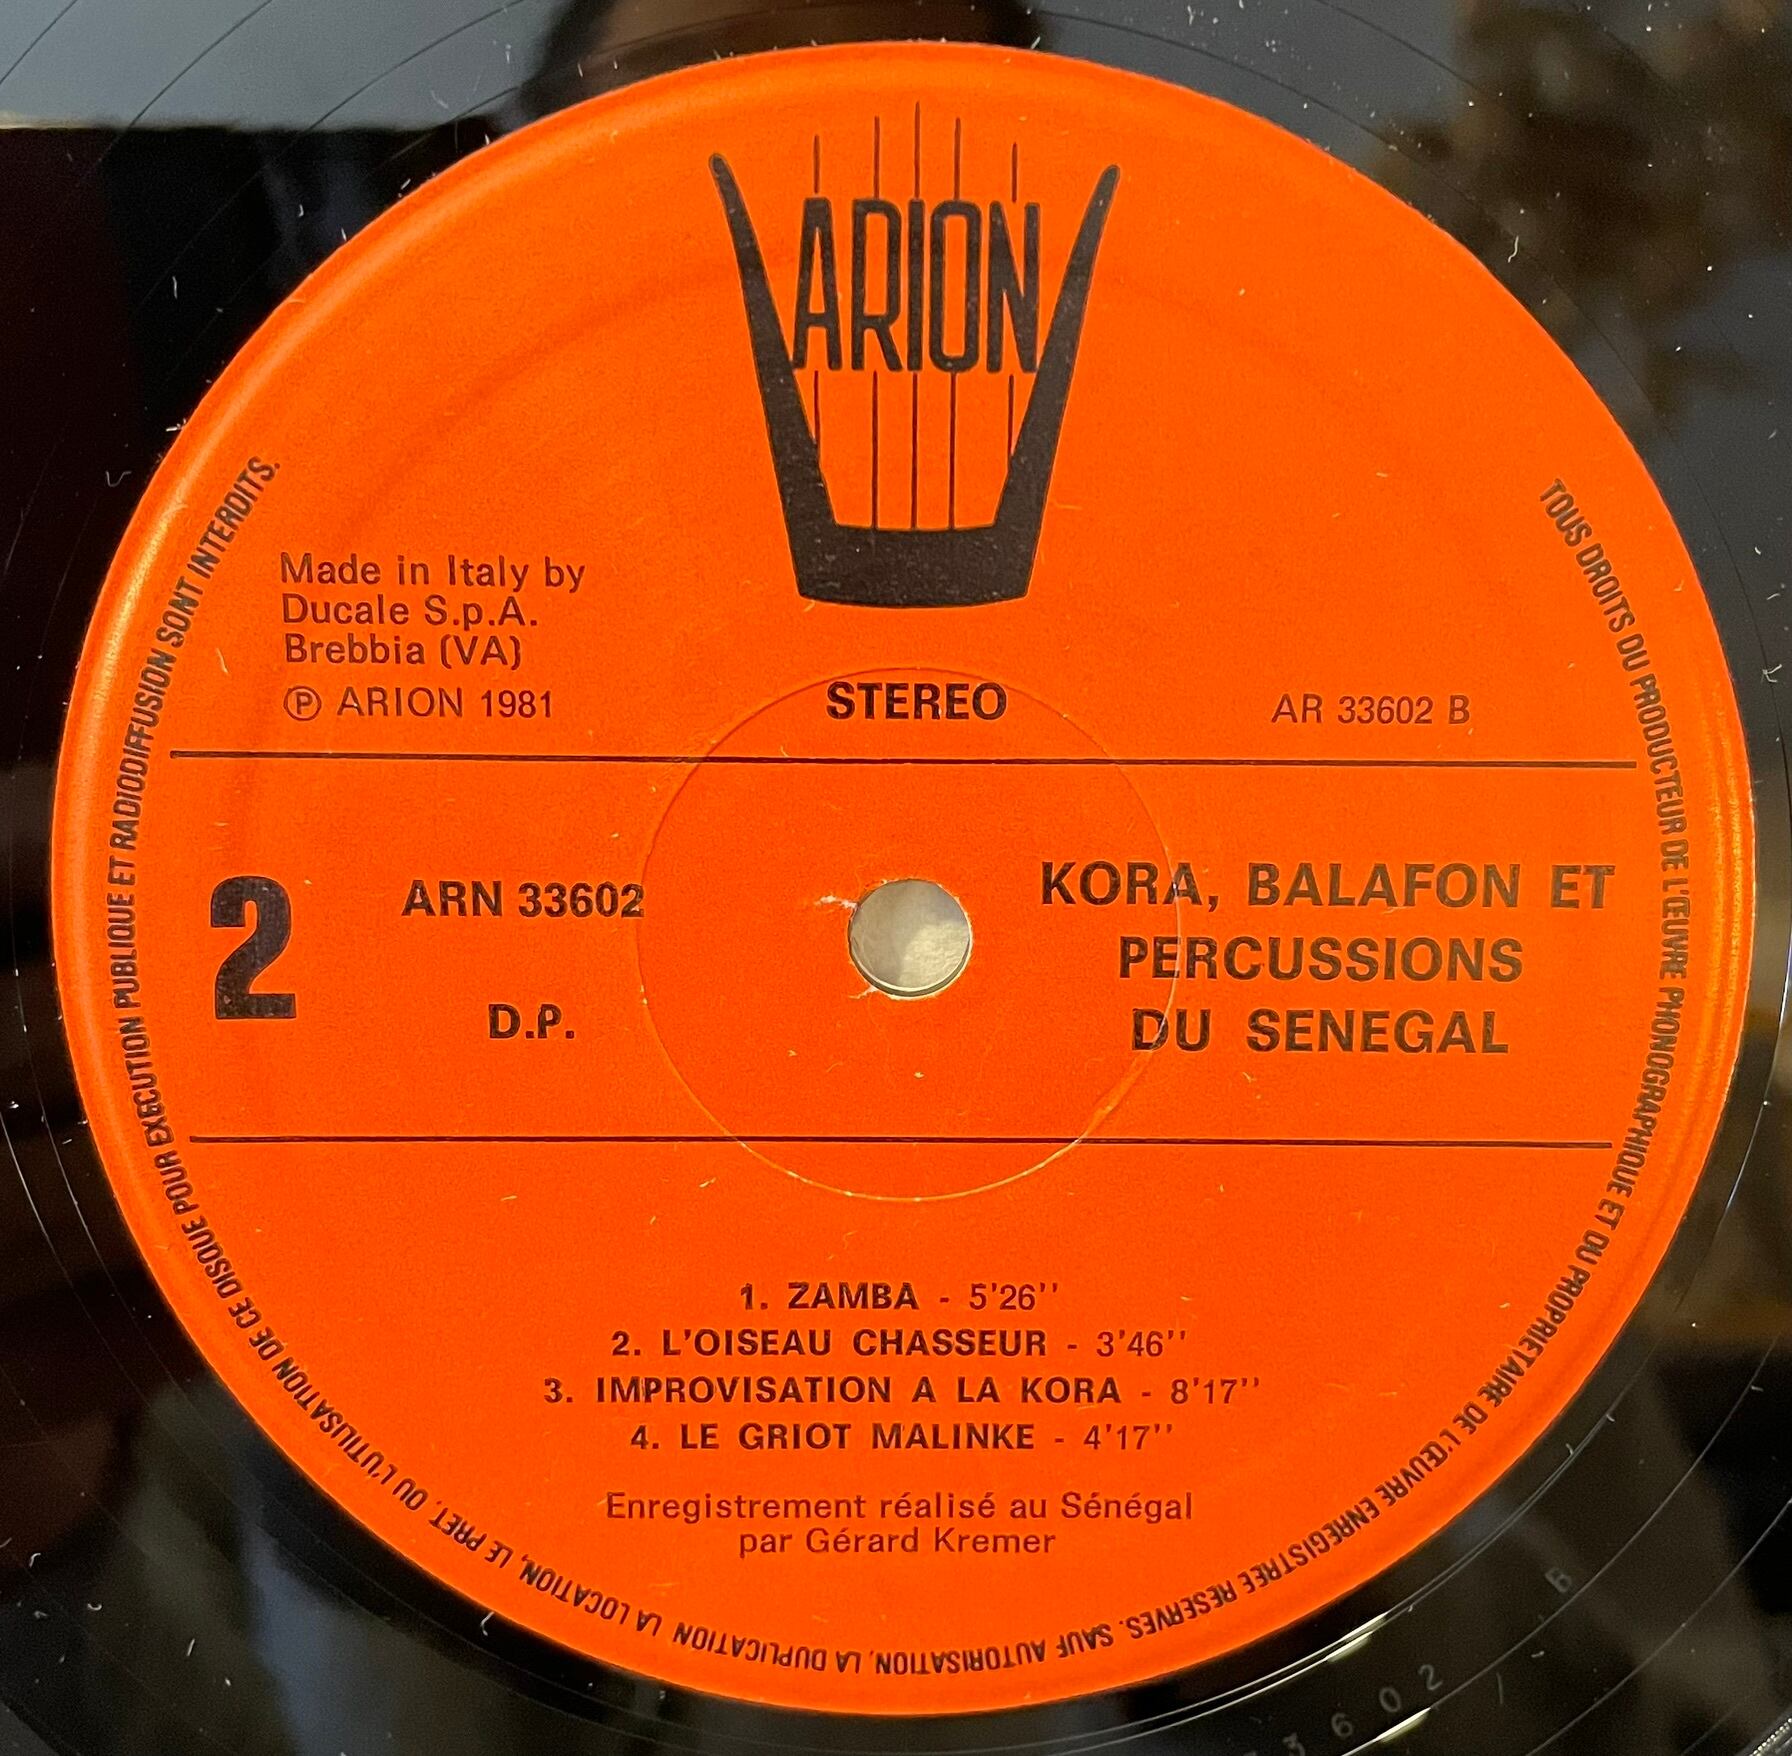 ARION
Made in Italy by
Ducale S.p.A.
Brebbia (VA)
Ⓟ ARION 1981
STEREO
AR 33602 B
2
ARN 33602
D.P.
KORA, BALAFON ET
PERCUSSIONS
DU SENEGAL
1. ZAMBA - 5'26''
2. L'OISEAU CHASSEUR - 3'46''
3. IMPROVISATION A LA KORA - 8'17''
4. LE GRIOT MALINKE - 4'17''
Enregistrement réalisé au Sénégal
par Gérard Kremer
TOUS DROITS DU PRODUCTEUR DE L'ŒUVRE PHONOGRAPHIQUE ET DU PROPRIETAIRE DE L'ŒUVRE ENREGISTREE RESERVES. SAUF AUTORISATION, LA DUPLICATION LA LOCATION, LE PRET, OU L'UTILISATION DE CE DISQUE POUR EXECUTION PUBLIQUE ET RADIODIFFUSION SONT INTERDITS.